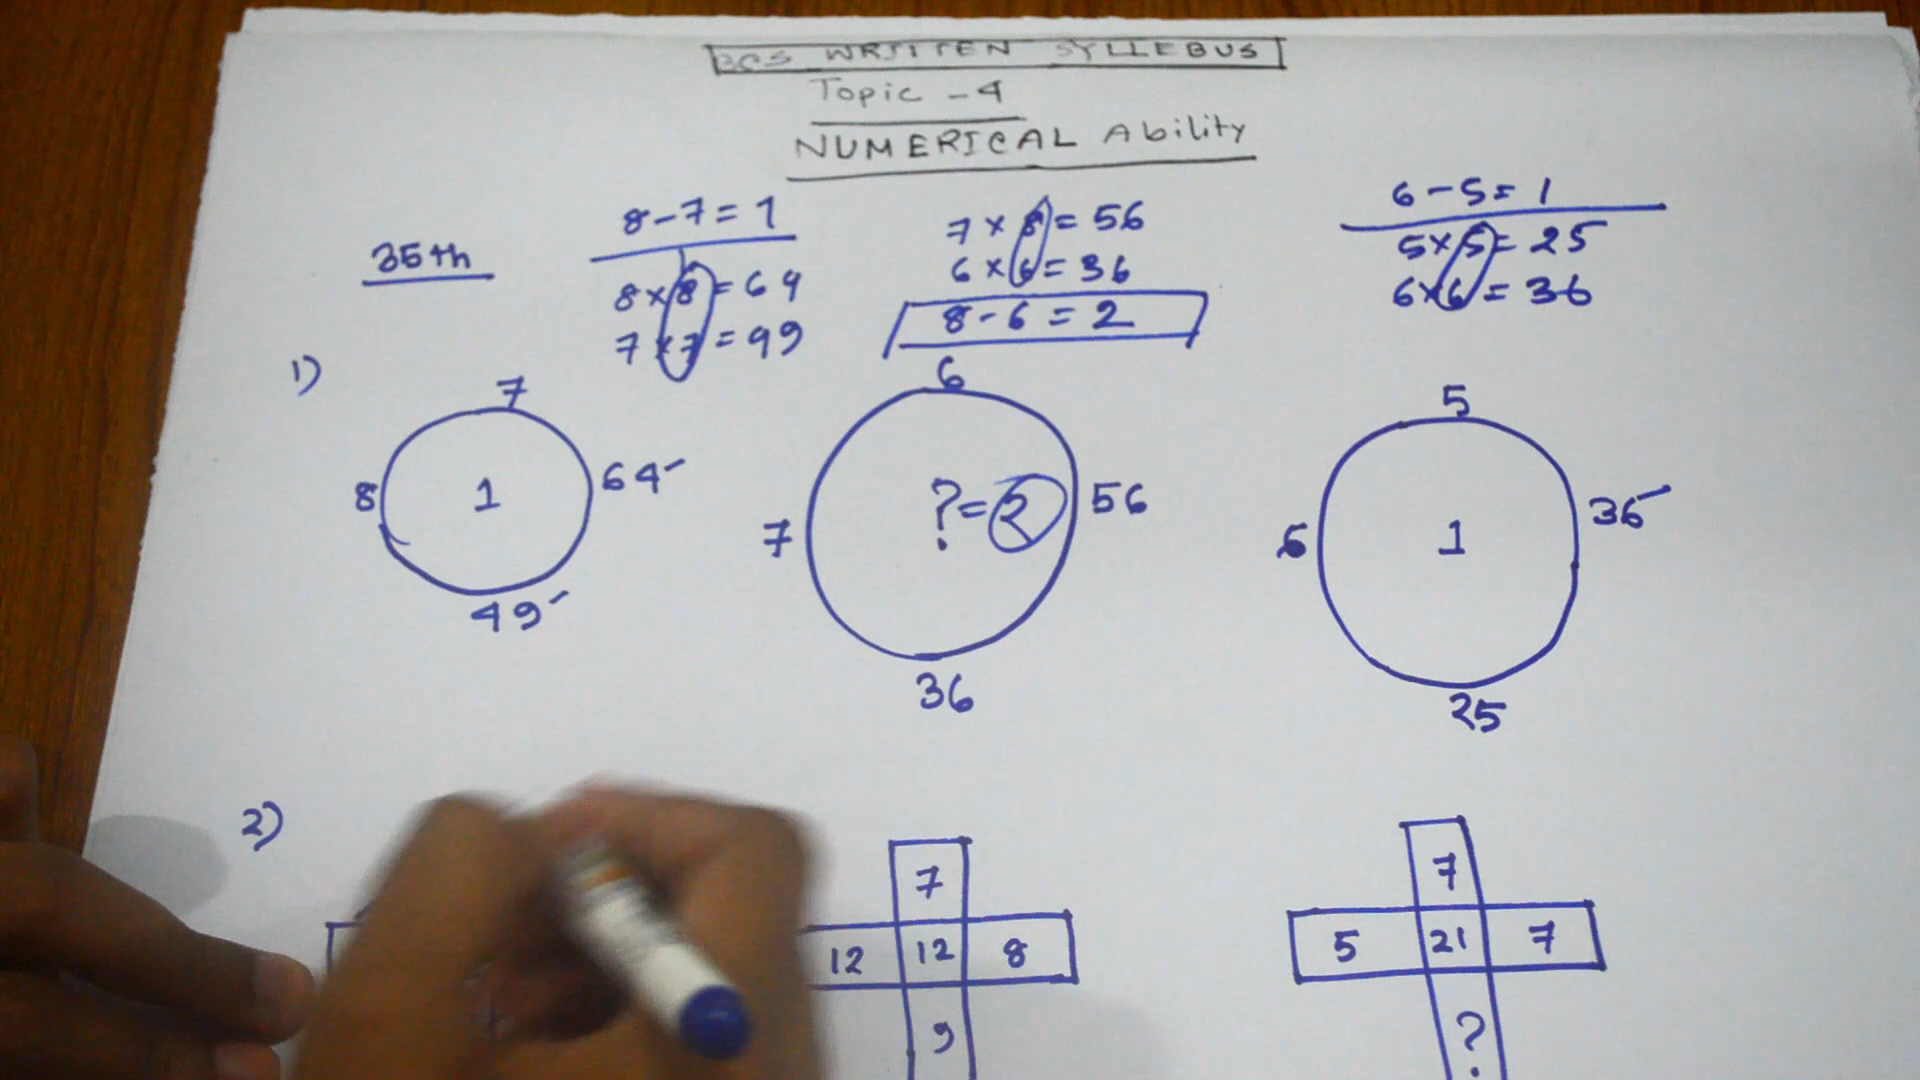 BCS WRITTEN SYLLEBUS
Topic - 4
NUMERICAL Ability
35th
8-7=1
8×8=64
7×7=49
7×8=56
6×6=36
8-6=2
6-5=1
5×5=25
6×6=36
1)
7
8 1 64
49
6
7 ?=2 56
36
5
6 1 36
25
2)
7
12 12 8
9
7
5 21 7
?